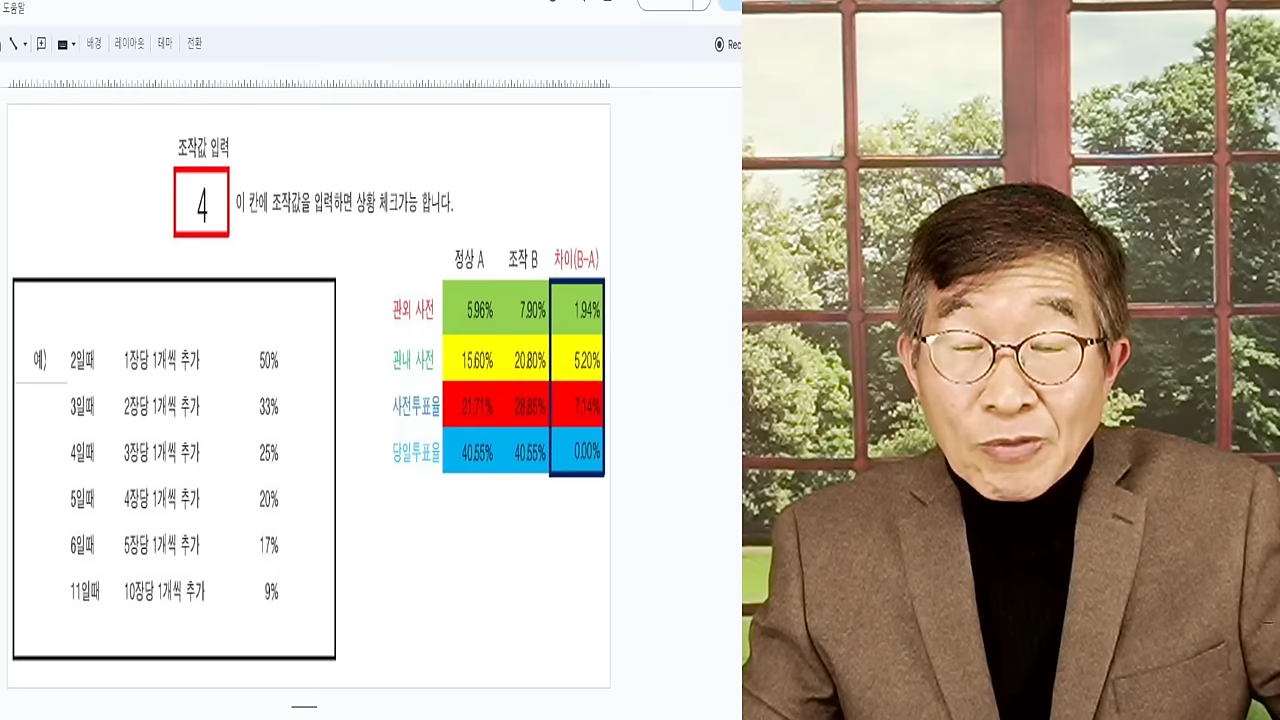 도움말
배경 레이아웃 테마 전환
Rec
조작값 입력
4 이 칸에 조작값을 입력하면 상황 체크가능 합니다.
정상 A 조작 B 차이(B-A)
관외 사전 5.96% 7.90% 1.94%
관내 사전 15.60% 20.80% 5.20%
사전투표율 21.71% 28.85% 7.14%
당일투표율 40.55% 40.55% 0.00%
예) 2일때 1장당 1개씩 추가 50%
3일때 2장당 1개씩 추가 33%
4일때 3장당 1개씩 추가 25%
5일때 4장당 1개씩 추가 20%
6일때 5장당 1개씩 추가 17%
11일때 10장당 1개씩 추가 9%